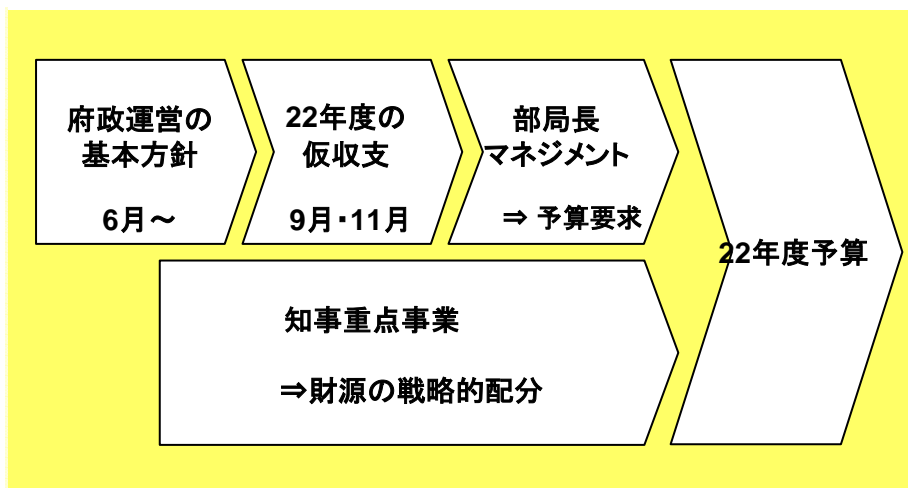 府政運営の
基本方針
6月～
22年度の
仮収支
9月・11月
部局長
マネジメント
⇒ 予算要求
知事重点事業
⇒財源の戦略的配分
22年度予算